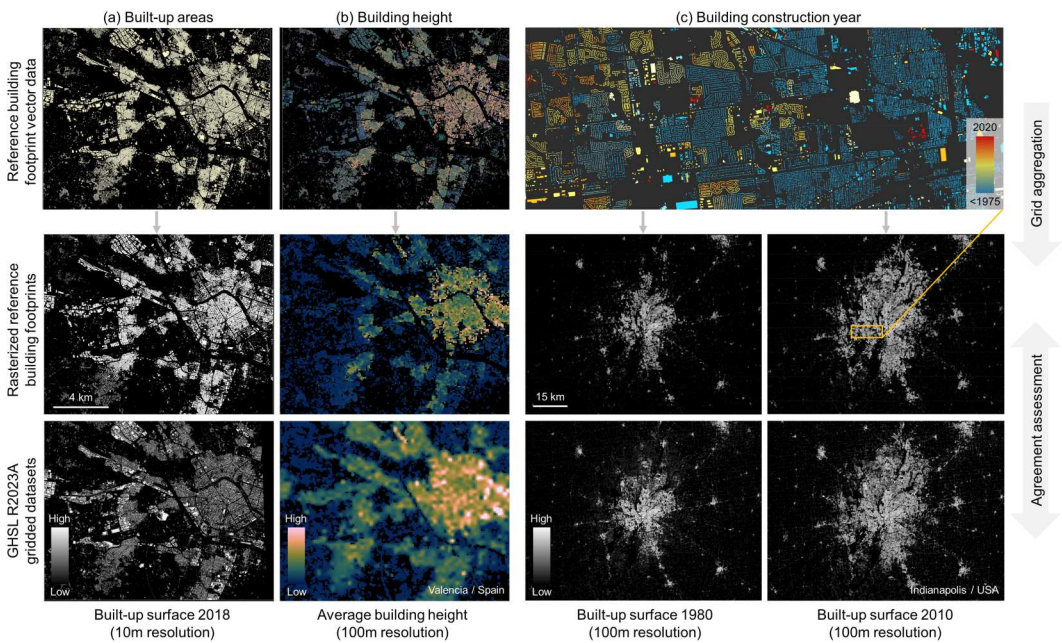 (a) Built-up areas
(b) Building height
(c) Building construction year
Reference building
footprint vector data
2020
<1975
Grid aggregation
Rasterized reference
building footprints
4 km
15 km
Agreement assessment
GHSL R2023A
gridded datasets
High
Low
High
Low
Valencia / Spain
High
Low
Indianapolis / USA
Built-up surface 2018
(10m resolution)
Average building height
(100m resolution)
Built-up surface 1980
(100m resolution)
Built-up surface 2010
(100m resolution)